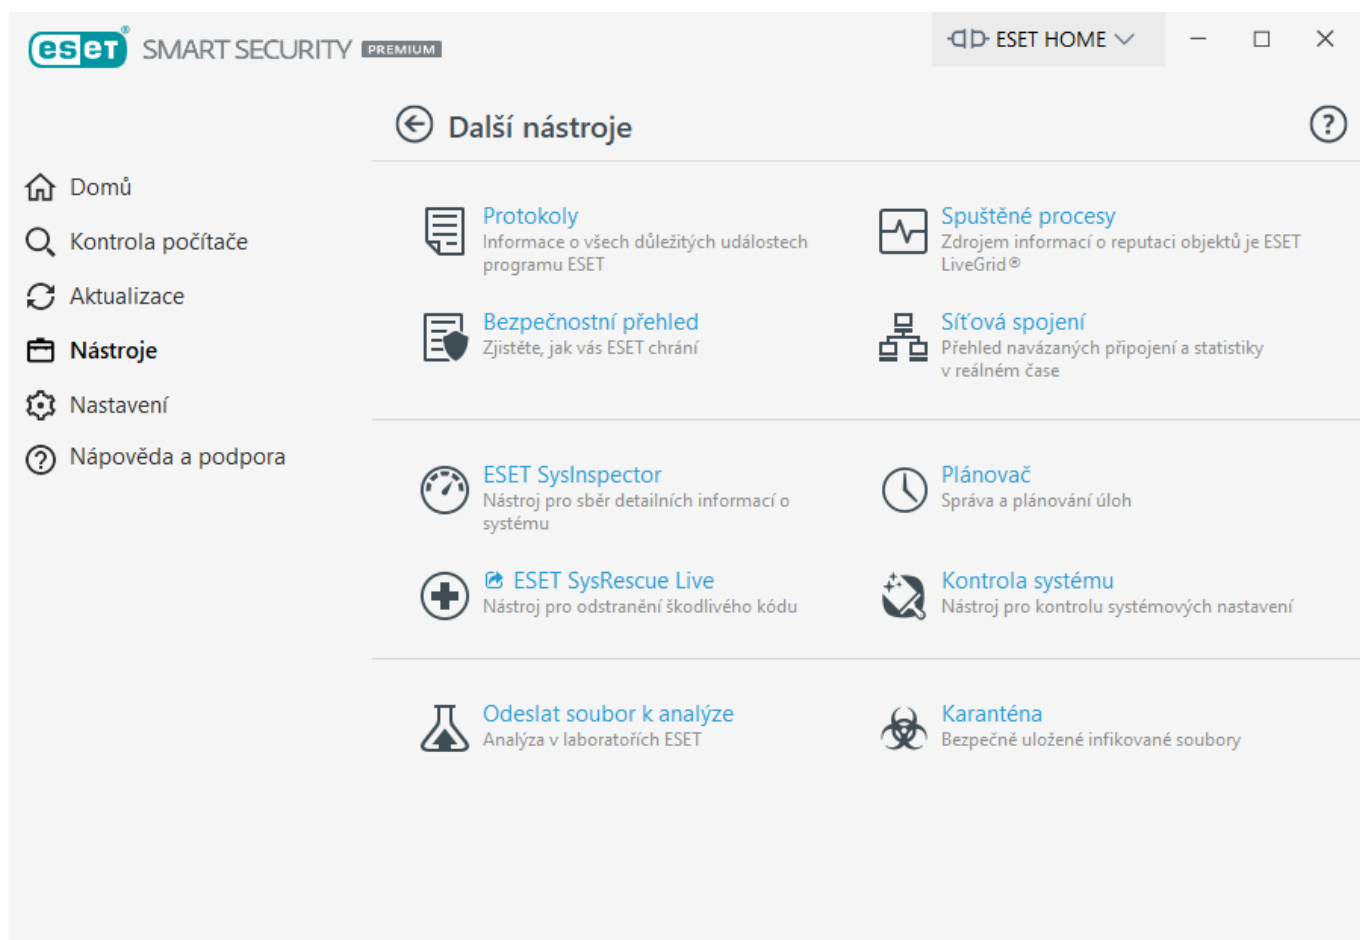 eset® SMART SECURITY PREMIUM
ESET HOME
Další nástroje
Domů
Kontrola počítače
Aktualizace
Nástroje
Nastavení
Nápověda a podpora
Protokoly
Informace o všech důležitých událostech
programu ESET
Spuštěné procesy
Zdrojem informací o reputaci objektů je ESET
LiveGrid®
Bezpečnostní přehled
Zjistěte, jak vás ESET chrání
Síťová spojení
Přehled navázaných připojení a statistiky
v reálném čase
ESET SysInspector
Nástroj pro sběr detailních informací o
systému
Plánovač
Správa a plánování úloh
ESET SysRescue Live
Nástroj pro odstranění škodlivého kódu
Kontrola systému
Nástroj pro kontrolu systémových nastavení
Odeslat soubor k analýze
Analýza v laboratořích ESET
Karanténa
Bezpečně uložené infikované soubory